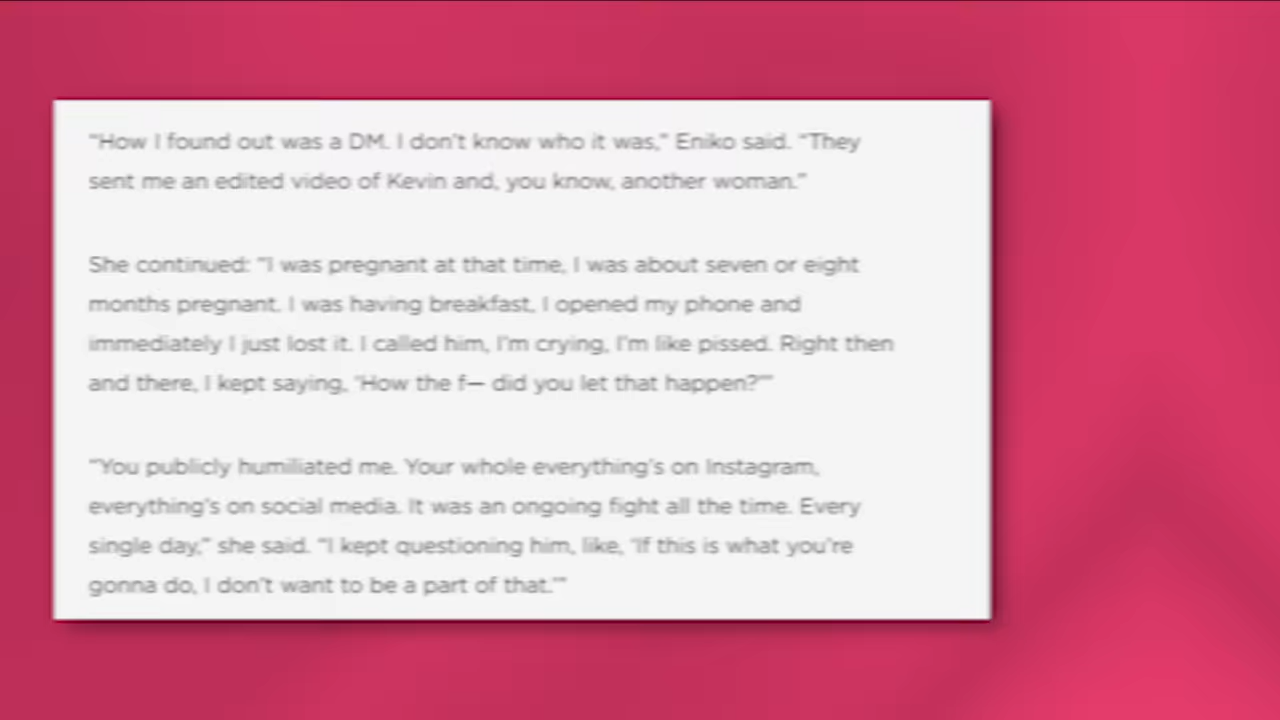 “How I found out was a DM. I don’t know who it was,” Eniko said. “They
sent me an edited video of Kevin and, you know, another woman.”
She continued: “I was pregnant at that time, I was about seven or eight
months pregnant. I was having breakfast, I opened my phone and
immediately I just lost it. I called him, I’m crying, I’m like pissed. Right then
and there, I kept saying, ‘How the f— did you let that happen?’”
“You publicly humiliated me. Your whole everything’s on Instagram,
everything’s on social media. It was an ongoing fight all the time. Every
single day,” she said. “I kept questioning him, like, ‘If this is what you’re
gonna do, I don’t want to be a part of that.’”